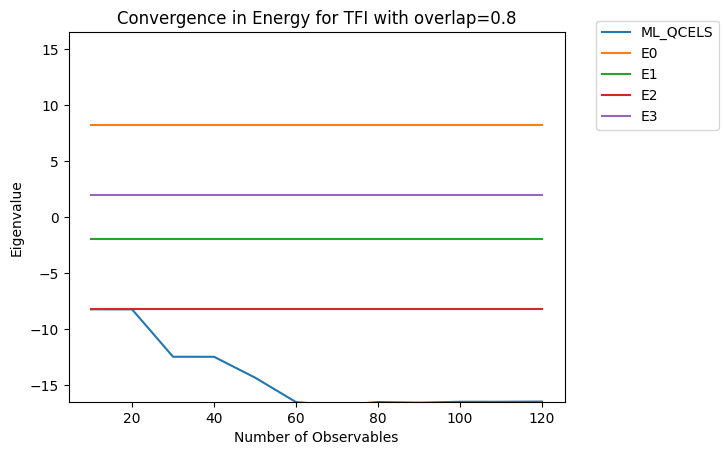 Convergence in Energy for TFI with overlap=0.8
ML_QCELS
E0
E1
E2
E3
15
10
5
0
−5
−10
−15
Eigenvalue
20
40
60
80
100
120
Number of Observables